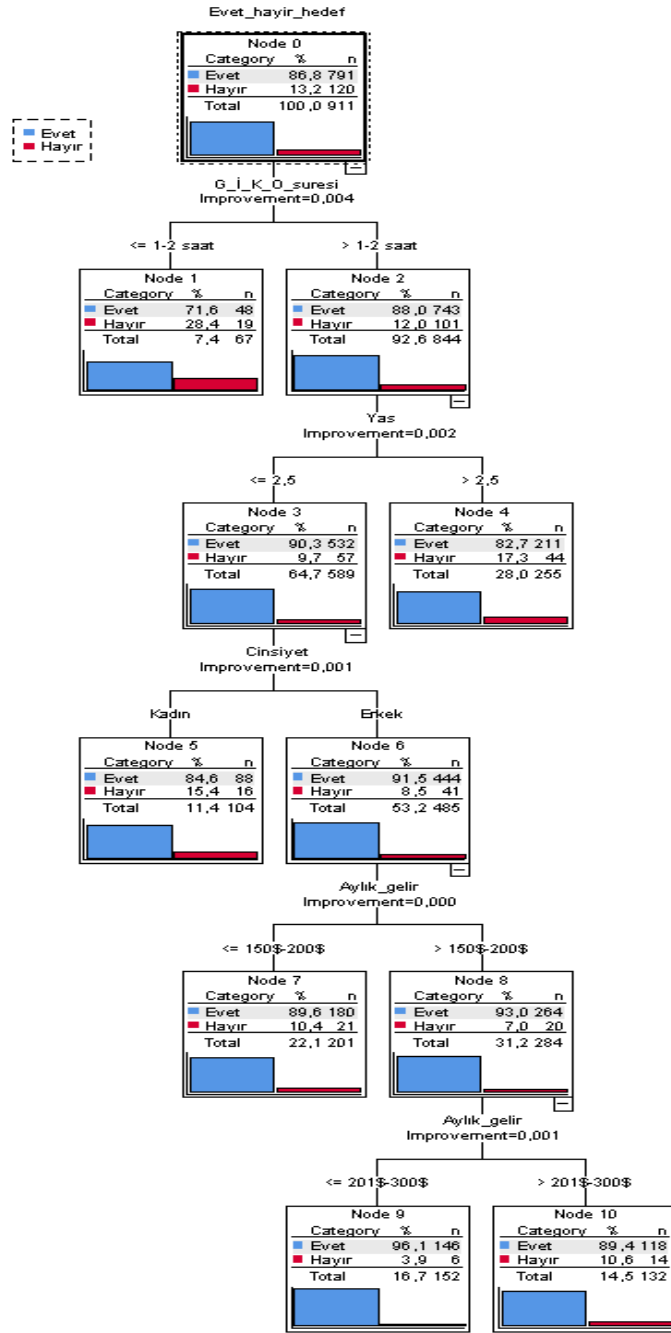 Evet_hayir_hedef
Node 0
Category % n
Evet 86,8 791
Hayır 13,2 120
Total 100,0 911
Evet
Hayır
G_İ_K_O_suresi
Improvement=0,004
<= 1-2 saat
> 1-2 saat
Node 1
Category % n
Evet 71,6 48
Hayır 28,4 19
Total 7,4 67
Node 2
Category % n
Evet 88,0 743
Hayır 12,0 101
Total 92,6 844
Yas
Improvement=0,002
<= 2,5
> 2,5
Node 3
Category % n
Evet 90,3 532
Hayır 9,7 57
Total 64,7 589
Node 4
Category % n
Evet 82,7 211
Hayır 17,3 44
Total 28,0 255
Cinsiyet
Improvement=0,001
Kadın
Erkek
Node 5
Category % n
Evet 84,6 88
Hayır 15,4 16
Total 11,4 104
Node 6
Category % n
Evet 91,5 444
Hayır 8,5 41
Total 53,2 485
Aylık_gelir
Improvement=0,000
<= 150$-200$
> 150$-200$
Node 7
Category % n
Evet 89,6 180
Hayır 10,4 21
Total 22,1 201
Node 8
Category % n
Evet 93,0 264
Hayır 7,0 20
Total 31,2 284
Aylık_gelir
Improvement=0,001
<= 201$-300$
> 201$-300$
Node 9
Category % n
Evet 96,1 146
Hayır 3,9 6
Total 16,7 152
Node 10
Category % n
Evet 89,4 118
Hayır 10,6 14
Total 14,5 132